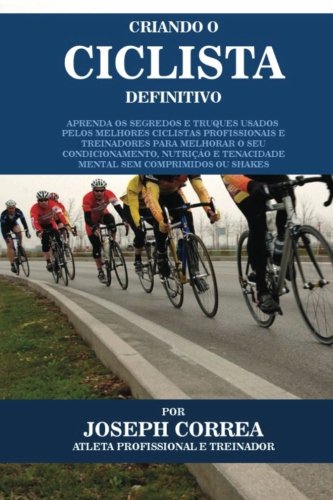 CRIANDO O
CICLISTA
DEFINITIVO
APRENDA OS SEGREDOS E TRUQUES USADOS
PELOS MELHORES CICLISTAS PROFISSIONAIS E
TREINADORES PARA MELHORAR O SEU
CONDICIONAMENTO, NUTRIÇÃO E TENACIDADE
MENTAL SEM COMPRIMIDOS OU SHAKES
POR
JOSEPH CORREA
ATLETA PROFISSIONAL E TREINADOR